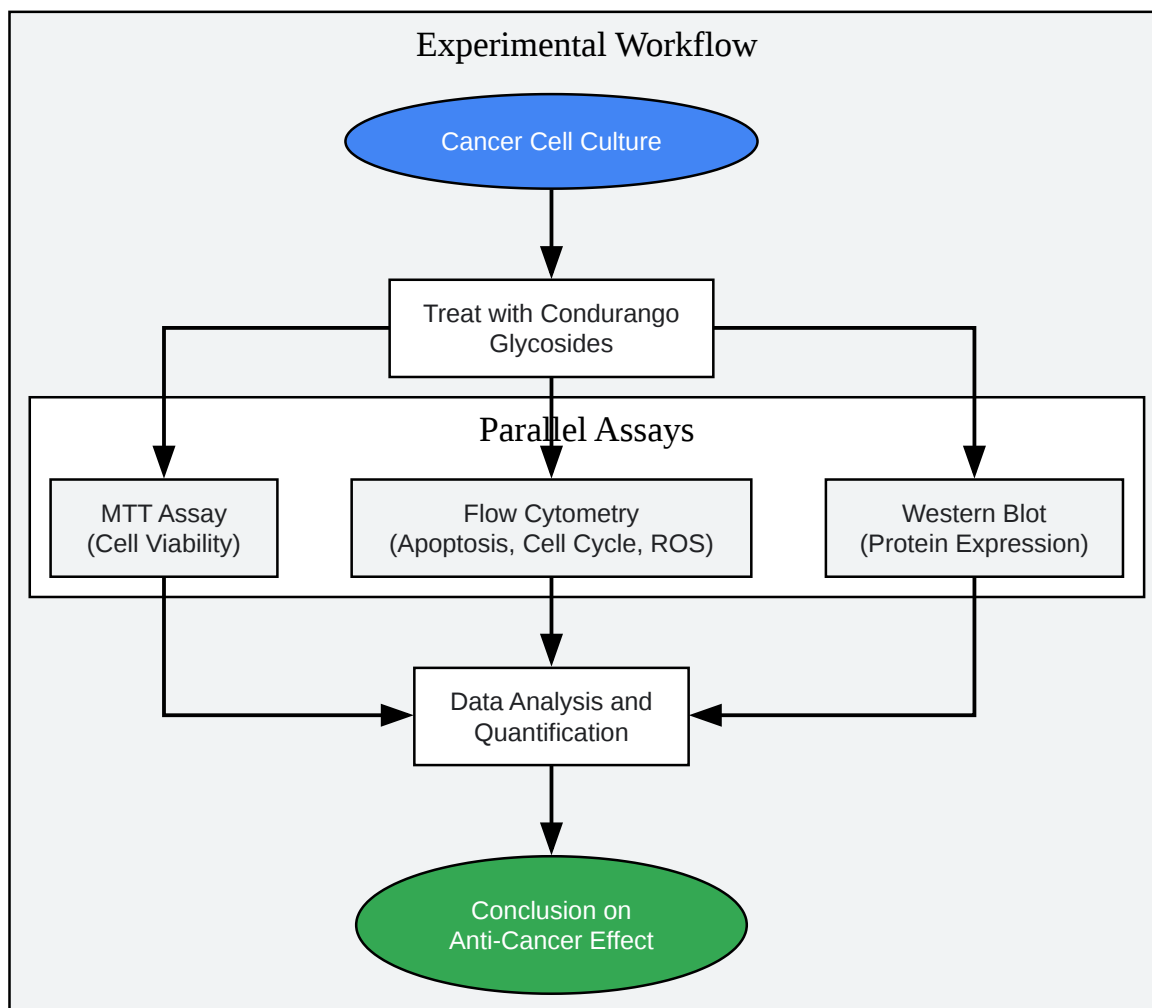 Experimental Workflow
Cancer Cell Culture
Treat with Condurango
Glycosides
Parallel Assays
MTT Assay
(Cell Viability)
Flow Cytometry
(Apoptosis, Cell Cycle, ROS)
Western Blot
(Protein Expression)
Data Analysis and
Quantification
Conclusion on
Anti-Cancer Effect